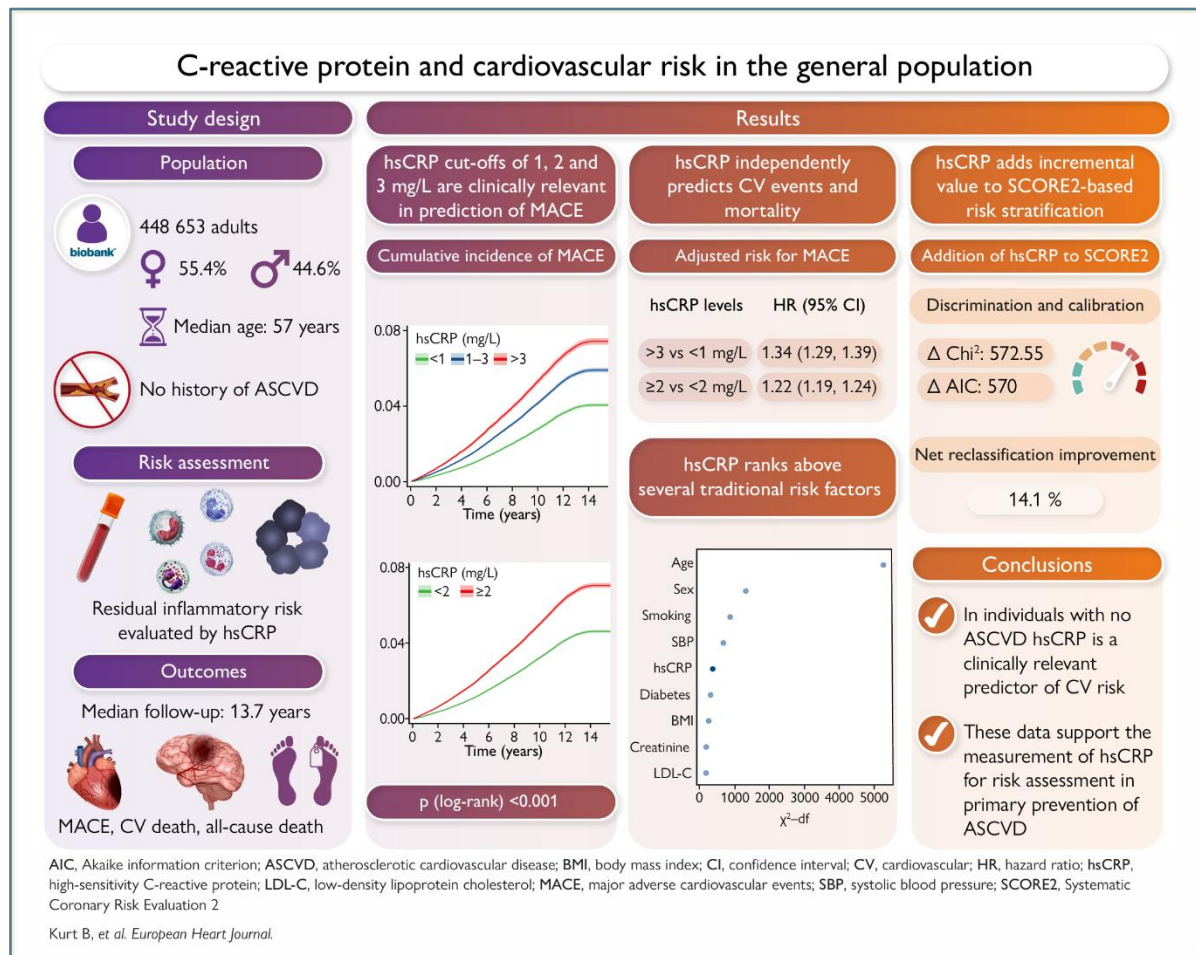 C-reactive protein and cardiovascular risk in the general population
Study design
Population
biobank™
448 653 adults
55.4%
44.6%
Median age: 57 years
No history of ASCVD
Risk assessment
Residual inflammatory risk
evaluated by hsCRP
Outcomes
Median follow-up: 13.7 years
MACE, CV death, all-cause death
Results
hsCRP cut-offs of 1, 2 and
3 mg/L are clinically relevant
in prediction of MACE
Cumulative incidence of MACE
0.08
0.04
0.00
hsCRP (mg/L)
<1 1–3 >3
0 2 4 6 8 10 12 14
Time (years)
0.08
0.04
0.00
hsCRP (mg/L)
<2 ≥2
0 2 4 6 8 10 12 14
Time (years)
p (log-rank) <0.001
hsCRP independently
predicts CV events and
mortality
Adjusted risk for MACE
hsCRP levels HR (95% CI)
>3 vs <1 mg/L 1.34 (1.29, 1.39)
≥2 vs <2 mg/L 1.22 (1.19, 1.24)
hsCRP ranks above
several traditional risk factors
Age
Sex
Smoking
SBP
hsCRP
Diabetes
BMI
Creatinine
LDL-C
0 1000 2000 3000 4000 5000
χ²–df
hsCRP adds incremental
value to SCORE2-based
risk stratification
Addition of hsCRP to SCORE2
Discrimination and calibration
Δ Chi²: 572.55
Δ AIC: 570
Net reclassification improvement
14.1 %
Conclusions
In individuals with no
ASCVD hsCRP is a
clinically relevant
predictor of CV risk
These data support the
measurement of hsCRP
for risk assessment in
primary prevention of
ASCVD
AIC, Akaike information criterion; ASCVD, atherosclerotic cardiovascular disease; BMI, body mass index; CI, confidence interval; CV, cardiovascular; HR, hazard ratio; hsCRP,
high-sensitivity C-reactive protein; LDL-C, low-density lipoprotein cholesterol; MACE, major adverse cardiovascular events; SBP, systolic blood pressure; SCORE2, Systematic
Coronary Risk Evaluation 2
Kurt B, et al. European Heart Journal.